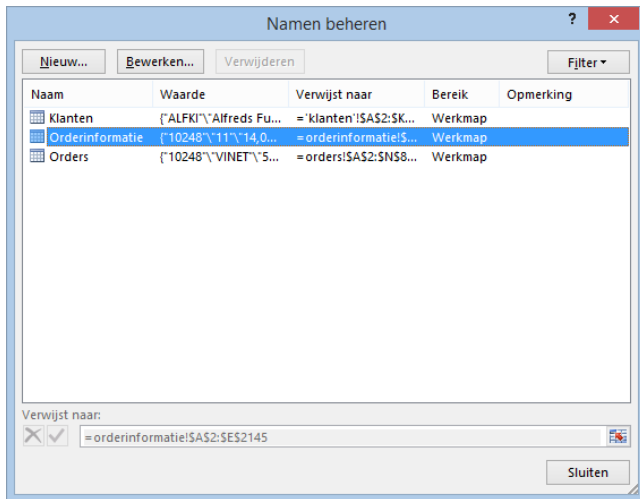 Namen beheren ? ×
Nieuw... Bewerken... Verwijderen Filter
Naam Waarde Verwijst naar Bereik Opmerking
Klanten {"ALFKI"\"Alfreds Fu... ='klanten'!$A$2:$K... Werkmap
Orderinformatie {"10248"\"11"\"14,0... =orderinformatie!$... Werkmap
Orders {"10248"\"VINET"\"5... =orders!$A$2:$N$8... Werkmap
Verwijst naar:
=orderinformatie!$A$2:$E$2145
Sluiten